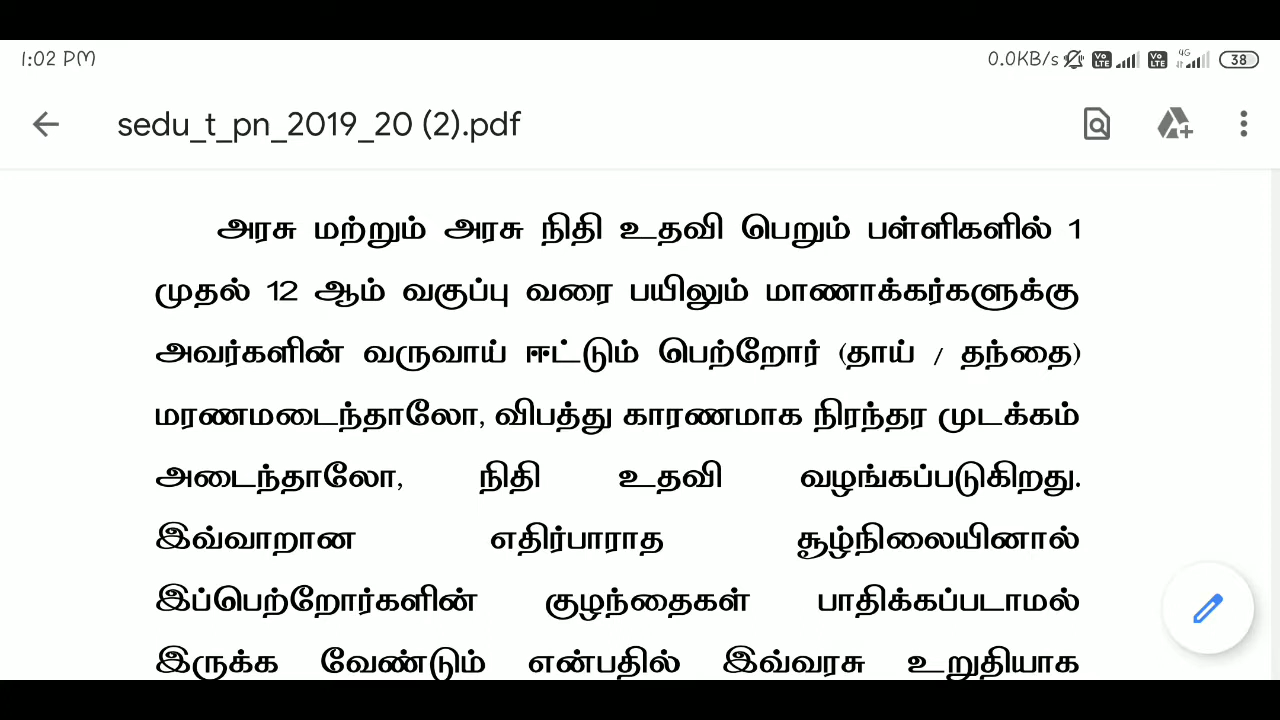 1:02 PM
0.0KB/s
4G
38
sedu_t_pn_2019_20 (2).pdf
அரசு மற்றும் அரசு நிதி உதவி பெறும் பள்ளிகளில் 1
முதல் 12 ஆம் வகுப்பு வரை பயிலும் மாணாக்கர்களுக்கு
அவர்களின் வருவாய் ஈட்டும் பெற்றோர் (தாய் / தந்தை)
மரணமடைந்தாலோ, விபத்து காரணமாக நிரந்தர முடக்கம்
அடைந்தாலோ, நிதி உதவி வழங்கப்படுகிறது.
இவ்வாறான எதிர்பாராத சூழ்நிலையினால்
இப்பெற்றோர்களின் குழந்தைகள் பாதிக்கப்படாமல்
இருக்க வேண்டும் என்பதில் இவ்வரசு உறுதியாக